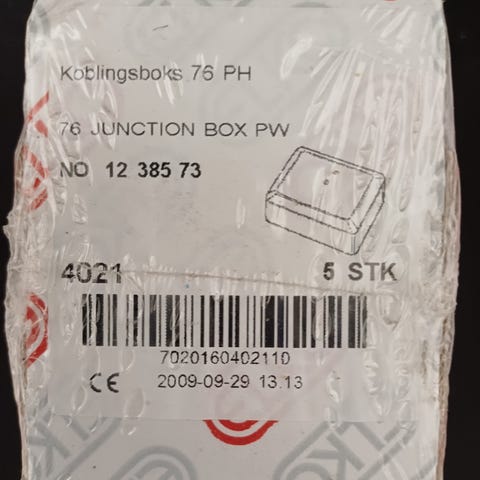 Koblingsboks 76 PH
76 JUNCTION BOX PW
NO 12 385 73
4021 5 STK
7020160402110
CE 2009-09-29 13.13